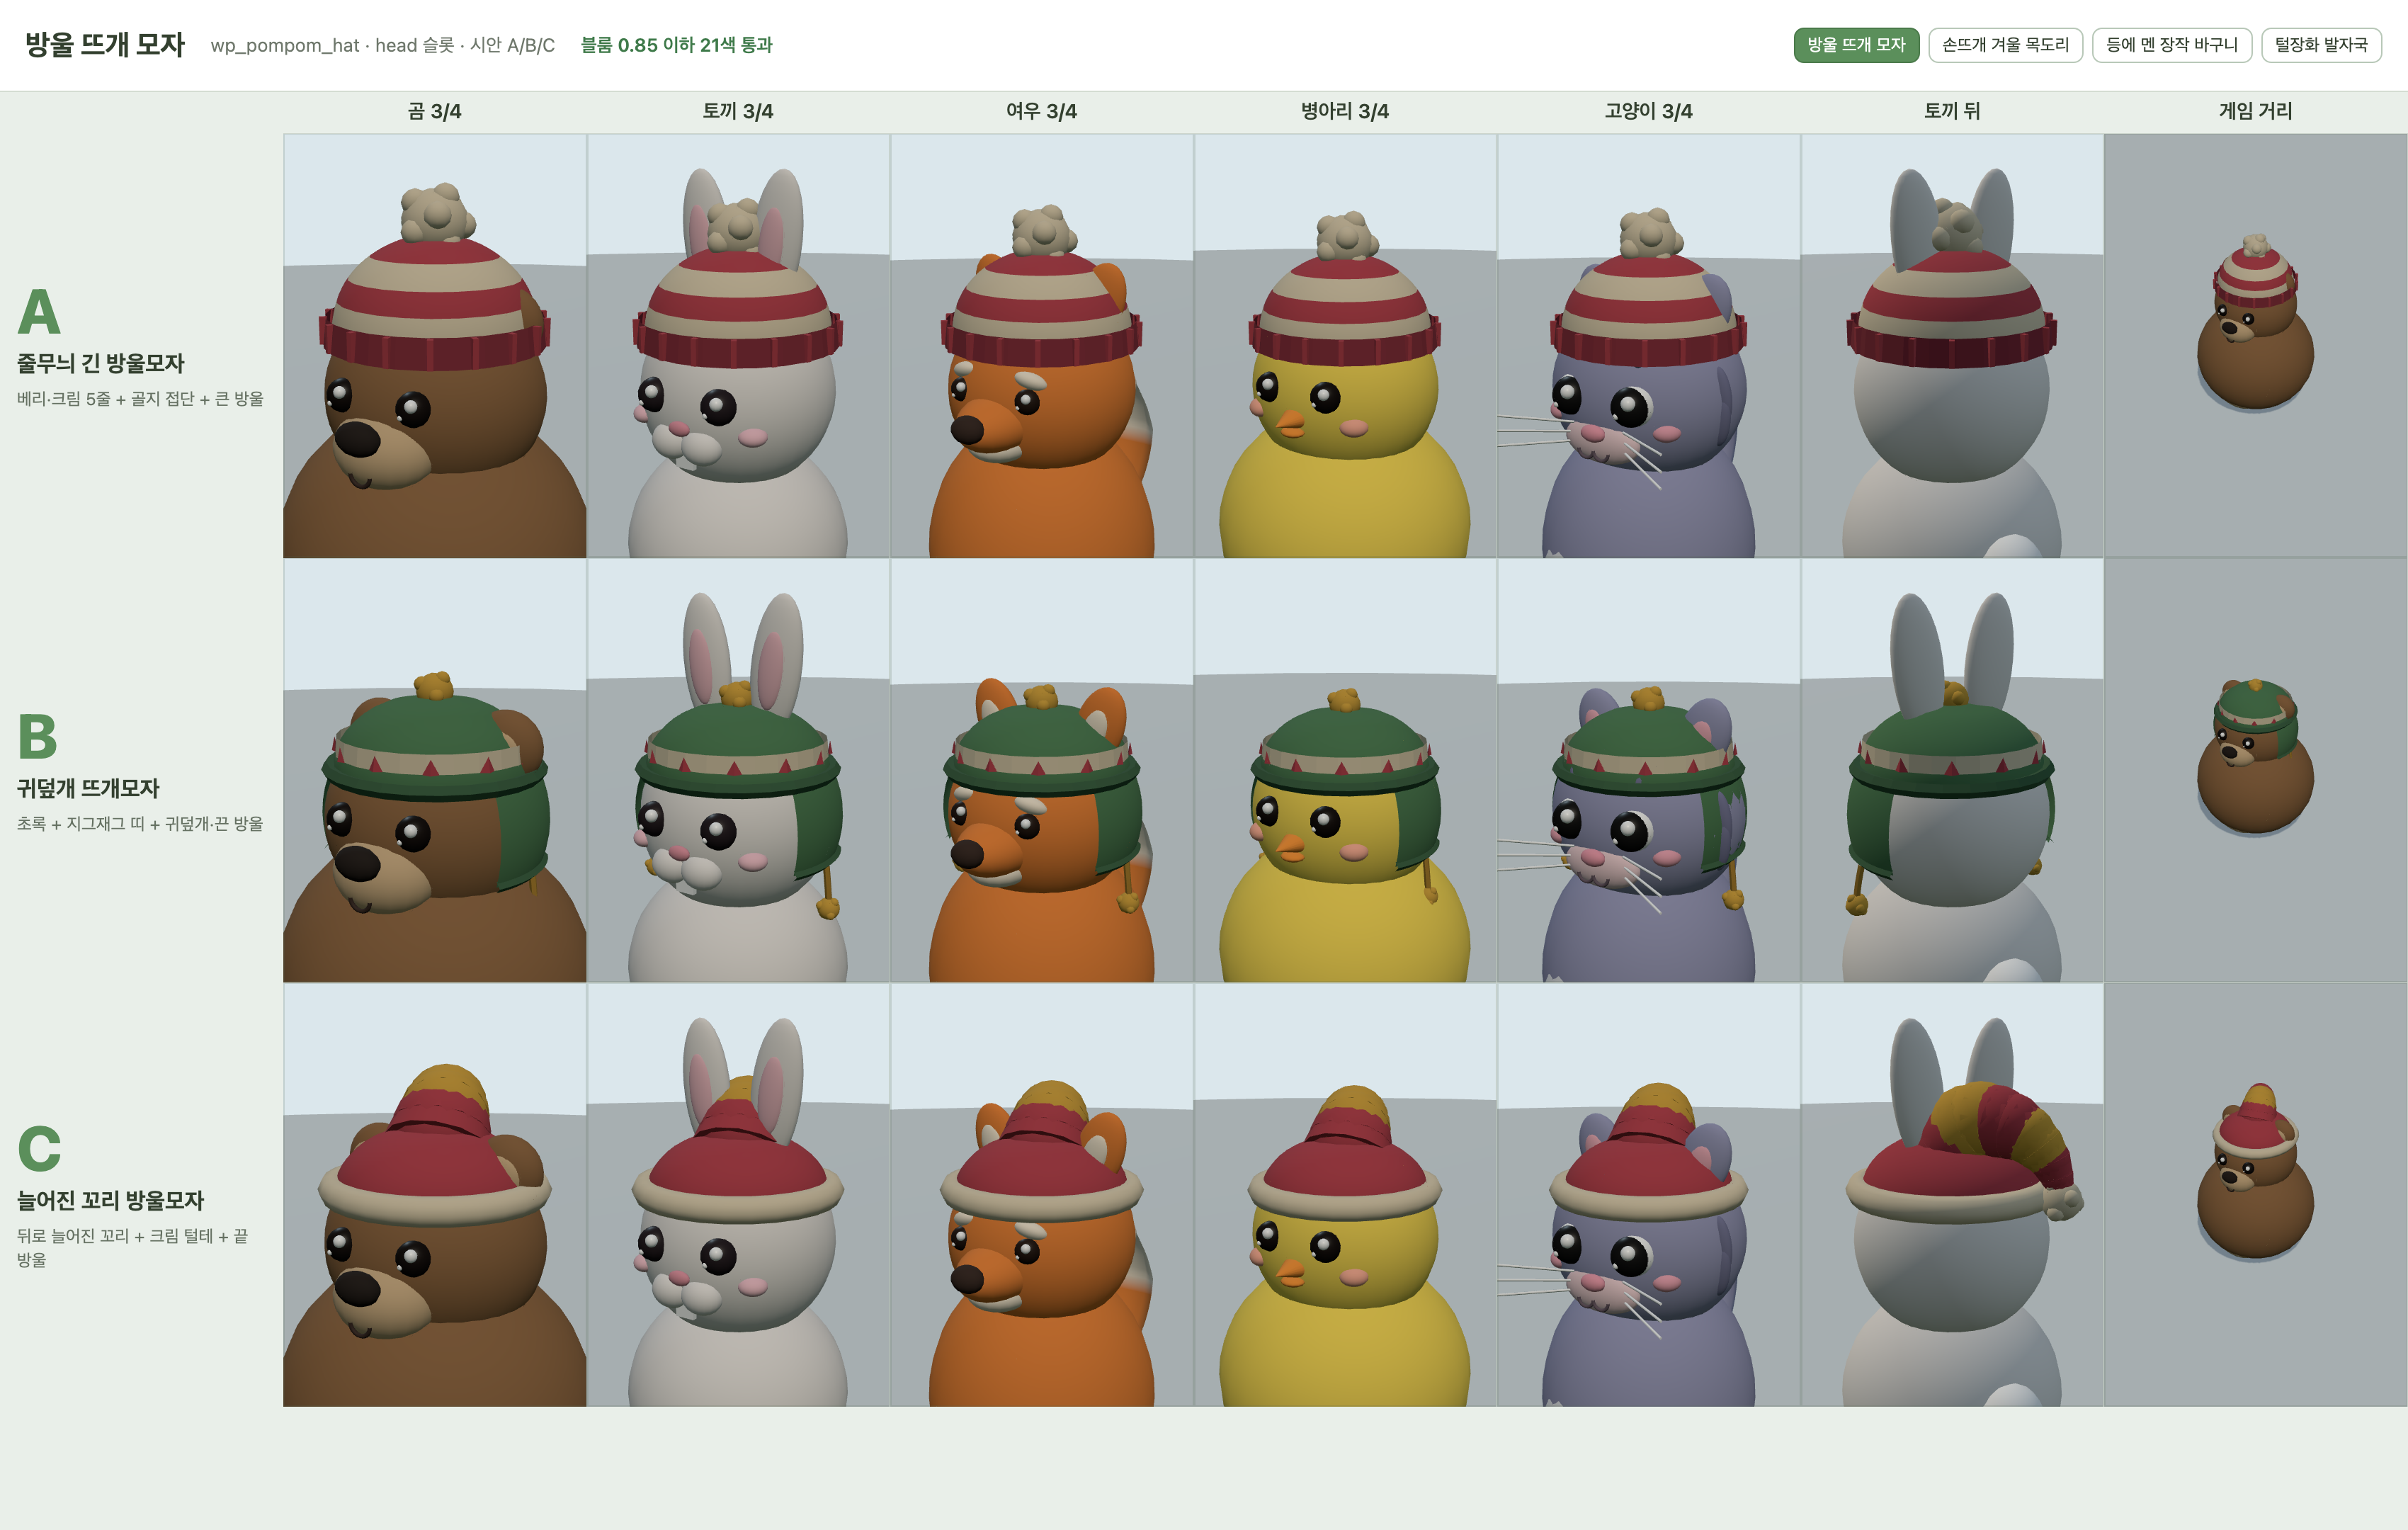 방울 뜨개 모자
wp_pompom_hat · head 슬롯 · 시안 A/B/C
블룸 0.85 이하 21색 통과
방울 뜨개 모자
손뜨개 겨울 목도리
등에 멘 장작 바구니
털장화 발자국
곰 3/4
토끼 3/4
여우 3/4
병아리 3/4
고양이 3/4
토끼 뒤
게임 거리
A
줄무늬 긴 방울모자
베리·크림 5줄 + 골지 접단 + 큰 방울
B
귀덮개 뜨개모자
초록 + 지그재그 띠 + 귀덮개·끈 방울
C
늘어진 꼬리 방울모자
뒤로 늘어진 꼬리 + 크림 털테 + 끝
방울